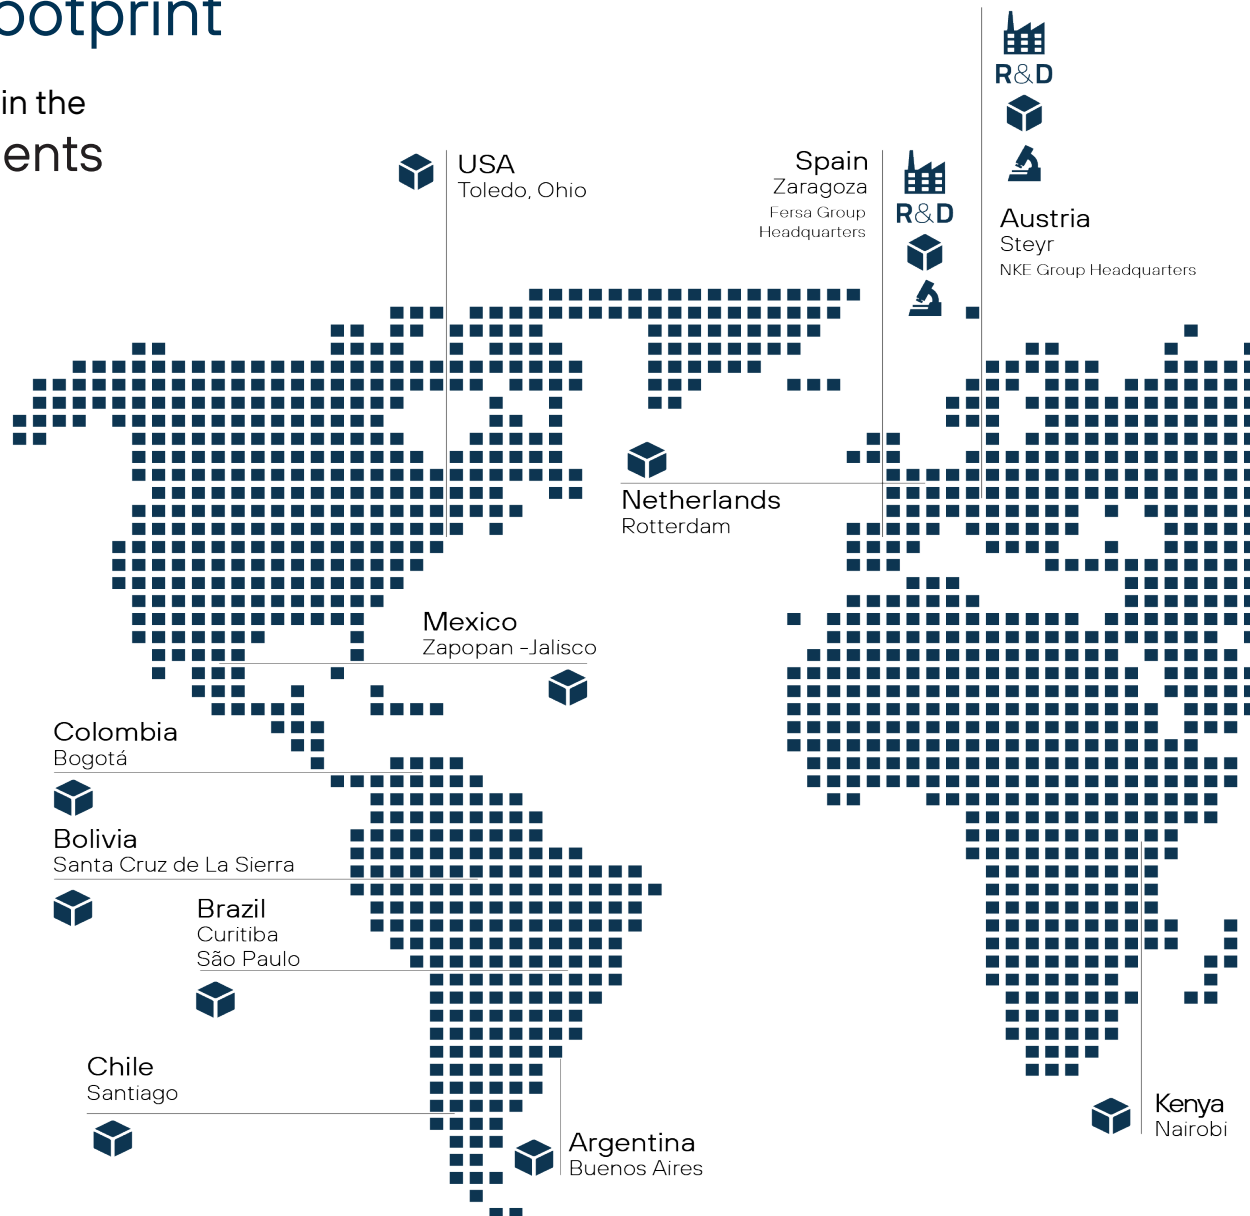 ootprint
in the
ents
R&D
USA
Toledo, Ohio
Spain
Zaragoza
Fersa Group
Headquarters
R&D
Austria
Steyr
NKE Group Headquarters
Netherlands
Rotterdam
Mexico
Zapopan -Jalisco
Colombia
Bogotá
Bolivia
Santa Cruz de La Sierra
Brazil
Curitiba
São Paulo
Chile
Santiago
Argentina
Buenos Aires
Kenya
Nairobi